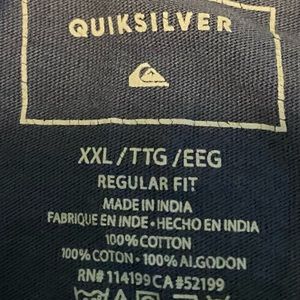 QUIKSILVER
XXL/TTG/EEG
REGULAR FIT
MADE IN INDIA
FABRIQUE EN INDE • HECHO EN INDIA
100% COTTON
100% COTON • 100% ALGODON
RN# 114199 CA #52199